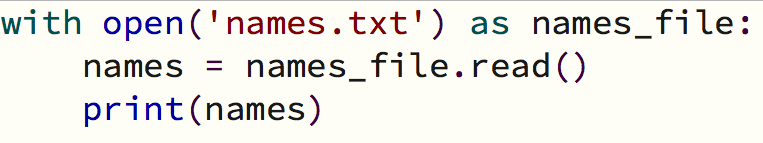 with open('names.txt') as names_file:
    names = names_file.read()
    print(names)